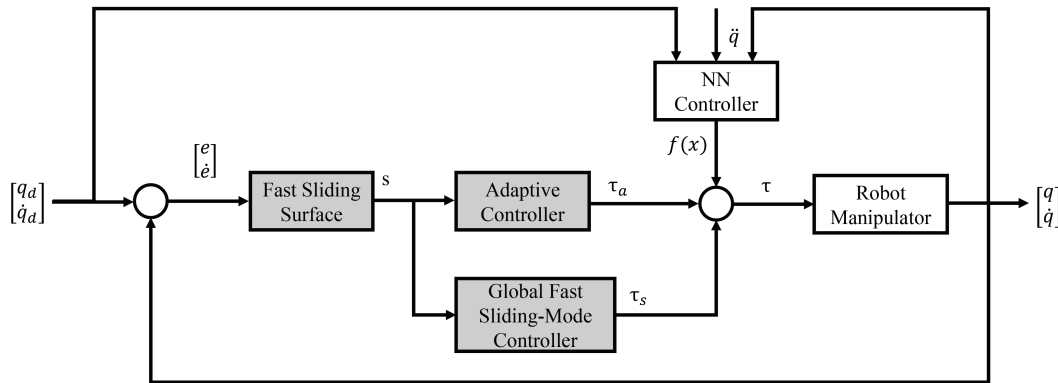 q̈
NN
Controller
f(x)
[e
ė]
[q_d
q̇_d]
Fast Sliding
Surface
s
Adaptive
Controller
τ_a
τ
Robot
Manipulator
[q
q̇]
Global Fast
Sliding-Mode
Controller
τ_s